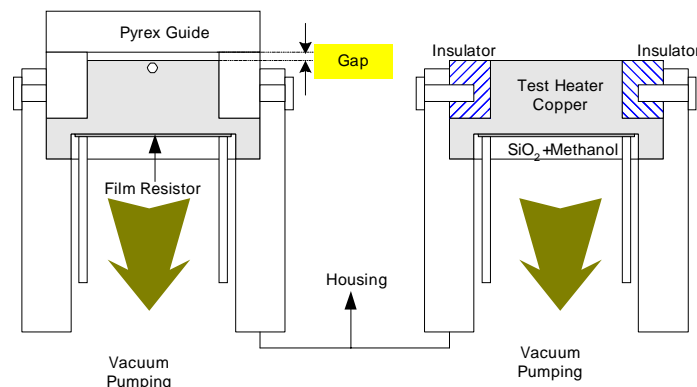 Pyrex Guide
Gap
Insulator
Insulator
Test Heater
Copper
SiO₂+Methanol
Film Resistor
Housing
Vacuum
Pumping
Vacuum
Pumping